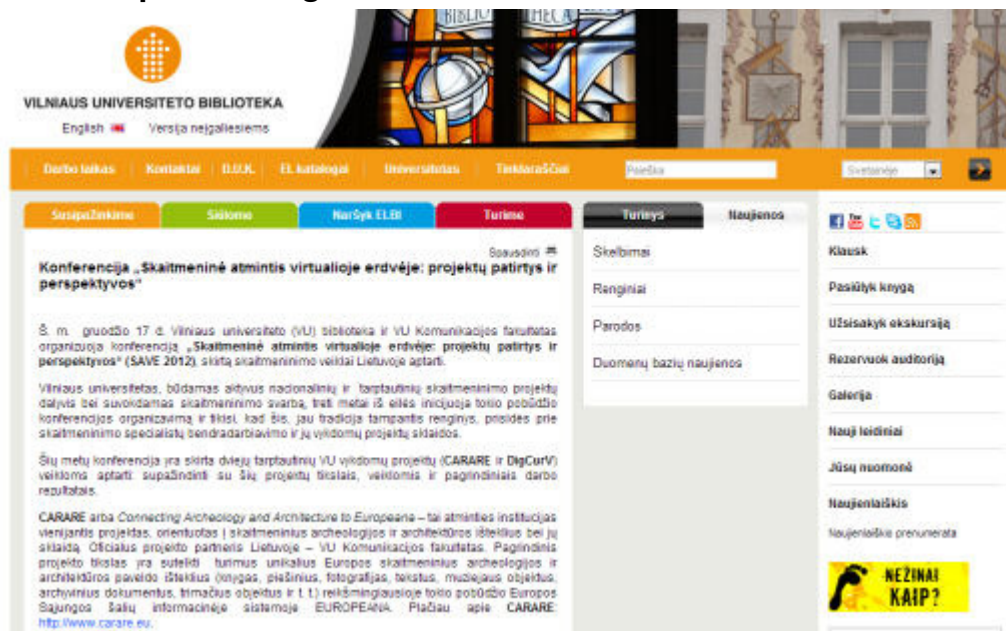 BIBLIOTHECA
VILNIAUS UNIVERSITETO BIBLIOTEKA
English Versija neįgaliesiems
Darbo laikas Kontaktai D.U.K. El. katalogai Universitetas Tinklaraščiai Paieška Svetainėje
Susipažinkime Siūlome Naršyk ELBI Turime
Turinys Naujienos
Spausdinti
Konferencija „Skaitmeninė atmintis virtualioje erdvėje: projektų patirtys ir
perspektyvos“
Š. m. gruodžio 17 d. Vilniaus universiteto (VU) biblioteka ir VU Komunikacijos fakultetas
organizuoja konferenciją „Skaitmeninė atmintis virtualioje erdvėje: projektų patirtys ir
perspektyvos“ (SAVE 2012), skirtą skaitmeninimo veiklai Lietuvoje aptarti.
Vilniaus universitetas, būdamas aktyvus nacionalinių ir tarptautinių skaitmeninimo projektų
dalyvis bei suvokdamas skaitmeninimo svarbą, treti metai iš eilės inicijuoja tokio pobūdžio
konferencijos organizavimą ir tikisi, kad šis, jau tradicija tampantis renginys, prisidės prie
skaitmeninimo specialistų bendradarbiavimo ir jų vykdomų projektų sklaidos.
Šių metų konferencija yra skirta dviejų tarptautinių VU vykdomų projektų (CARARE ir DigCurV)
veikloms aptarti: supažindinti su šių projektų tikslais, veiklomis ir pagrindiniais darbo
rezultatais.
CARARE arba Connecting Archeology and Architecture to Europeana – tai atminties institucijas
vienijantis projektas, orientuotas į skaitmeninius archeologijos ir architektūros išteklius bei jų
sklaidą. Oficialus projekto partneris Lietuvoje – VU Komunikacijos fakultetas. Pagrindinis
projekto tikslas yra sutelkti turimus unikalius Europos skaitmeninius archeologijos ir
architektūros paveldo išteklius (knygas, piešinius, fotografijas, tekstus, muziejaus objektus,
archyvinius dokumentus, trimačius objektus ir t. t.) reikšmingiausioje tokio pobūdžio Europos
Sąjungos šalių informacinėje sistemoje EUROPEANA. Plačiau apie CARARE:
http://www.carare.eu.
Skelbimai
Renginiai
Parodos
Duomenų bazių naujienos
Klausk
Pasiūlyk knygą
Užsisakyk ekskursiją
Rezervuok auditoriją
Galerija
Nauji leidiniai
Jūsų nuomonė
Naujienlaiškis
Naujienlaiškio prenumerata
NEŽINAI
KAIP?